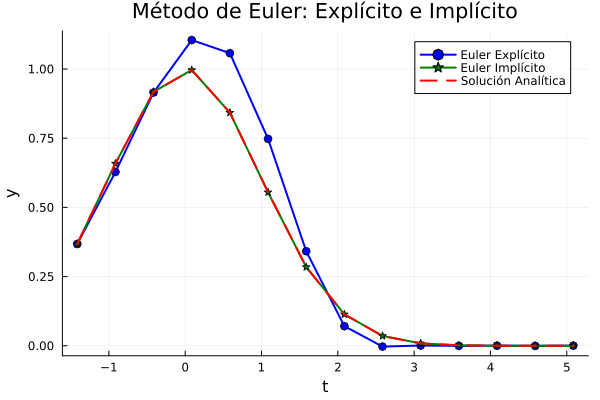 Método de Euler: Explícito e Implícito
Euler Explícito
Euler Implícito
Solución Analítica
1.00
0.75
0.50
0.25
0.00
y
−1
0
1
2
3
4
5
t